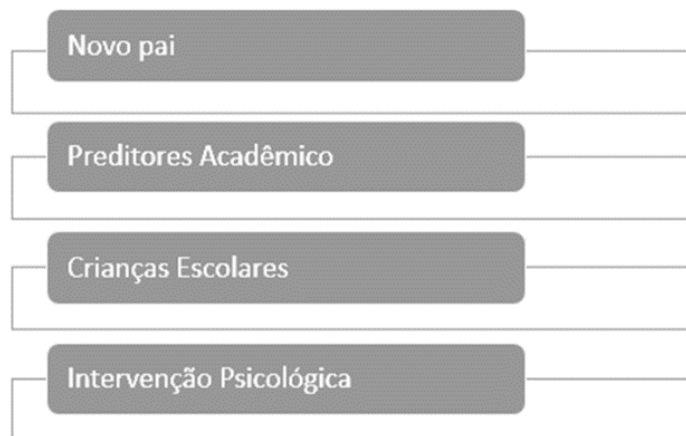 Novo pai
Preditores Acadêmico
Crianças Escolares
Intervenção Psicológica